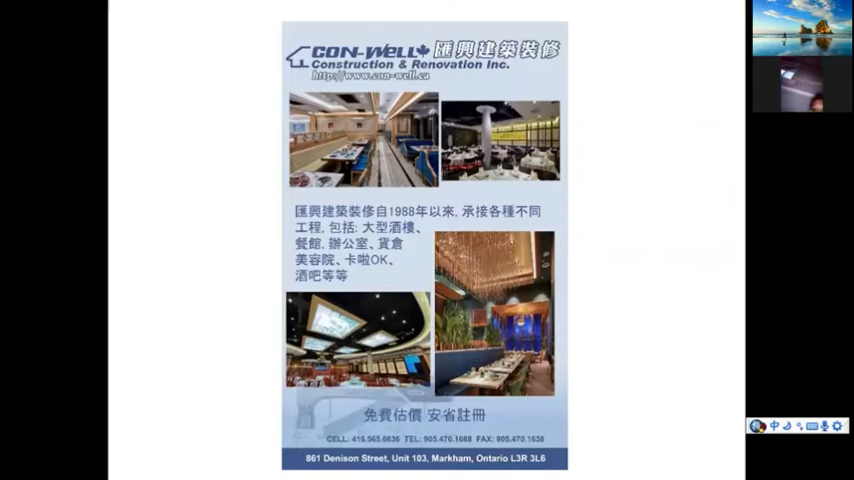 CON-WELL 匯興建築裝修
Construction & Renovation Inc.
http://www.con-well.ca
匯興建築裝修自1988年以來, 承接各種不同
工程, 包括: 大型酒樓、
餐館, 辦公室、貨倉
美容院、卡啦OK、
酒吧等等
免費估價 安省註冊
CELL: 416.565.6636 TEL: 905.470.1688 FAX: 905.470.1638
861 Denison Street, Unit 103, Markham, Ontario L3R 3L6
中